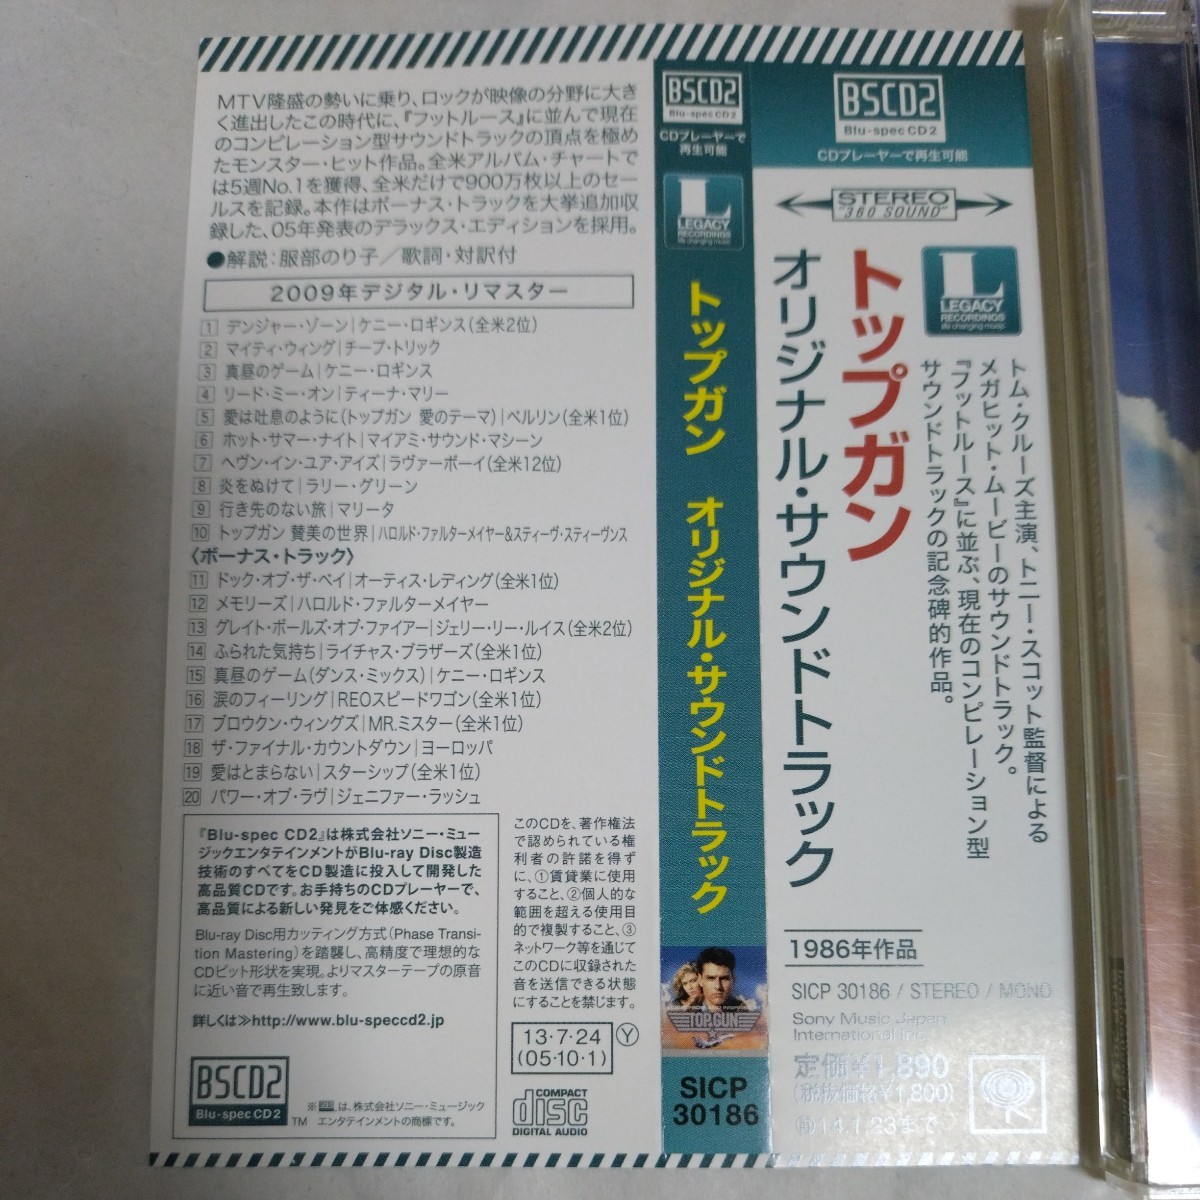 MTV隆盛の勢いに乗り、ロックが映像の分野に大き
く進出したこの時代に、『フットルース』に並んで現在
のコンピレーション型サウンドトラックの頂点を極め
たモンスター・ヒット作品。全米アルバム・チャートで
は5週No.1を獲得、全米だけで900万枚以上のセー
ルスを記録。本作はボーナス・トラックを大挙追加収
録した、05年発表のデラックス・エディションを採用。
●解説：服部のり子／歌詞・対訳付
2009年デジタル・リマスター
1 デンジャー・ゾーン|ケニー・ロギンス(全米2位)
2 マイティ・ウィング|チープ・トリック
3 真昼のゲーム|ケニー・ロギンス
4 リード・ミー・オン|ティーナ・マリー
5 愛は吐息のように(トップガン 愛のテーマ)|ベルリン(全米1位)
6 ホット・サマー・ナイト|マイアミ・サウンド・マシーン
7 ヘヴン・イン・ユア・アイズ|ラヴァーボーイ(全米12位)
8 炎をぬけて|ラリー・グリーン
9 行き先のない旅|マリータ
10 トップガン 賛美の世界|ハロルド・ファルターメイヤー&スティーヴ・スティーヴンス
〈ボーナス・トラック〉
11 ドック・オブ・ザ・ベイ|オーティス・レディング(全米1位)
12 メモリーズ|ハロルド・ファルターメイヤー
13 グレイト・ボールズ・オブ・ファイアー|ジェリー・リー・ルイス(全米2位)
14 ふられた気持ち|ライチャス・ブラザーズ(全米1位)
15 真昼のゲーム(ダンス・ミックス)|ケニー・ロギンス
16 涙のフィーリング|REOスピードワゴン(全米1位)
17 ブロウクン・ウィングズ|MR.ミスター(全米1位)
18 ザ・ファイナル・カウントダウン|ヨーロッパ
19 愛はとまらない|スターシップ(全米1位)
20 パワー・オブ・ラヴ|ジェニファー・ラッシュ
『Blu-spec CD2』は株式会社ソニー・ミュー
ジックエンタテインメントがBlu-ray Disc製造
技術のすべてをCD製造に投入して開発した
高品質CDです。お手持ちのCDプレーヤーで、
高品質による新しい発見をご体感ください。
Blu-ray Disc用カッティング方式(Phase Transi-
tion Mastering)を踏襲し、高精度で理想的な
CDピット形状を実現。よりマスターテープの原音
に近い音で再生致します。
詳しくは≫http://www.blu-speccd2.jp
BSCD2
Blu-spec CD2
TM
※は、株式会社ソニー・ミュージック
エンタテインメントの商標です。
このCDを、著作権法
で認められている権
利者の許諾を得ず
に、①賃貸業に使用
すること、②個人的な
範囲を超える使用目
的で複製すること、③
ネットワーク等を通じて
このCDに収録された
音を送信できる状態
にすることを禁じます。
13・7・24
(05・10・1)
Y
COMPACT
disc
DIGITAL AUDIO
BSCD2
Blu-spec CD2
CDプレーヤーで
再生可能
L
LEGACY
RECORDINGS
life changing music
トップガン オリジナル・サウンドトラック
TOP GUN
SICP
30186
BSCD2
Blu-spec CD2
CDプレーヤーで再生可能
STEREO
"360 SOUND"
L
LEGACY
RECORDINGS
life changing music
トップガン
オリジナル・サウンドトラック
トム・クルーズ主演、トニー・スコット監督による
メガヒット・ムービーのサウンドトラック。
『フットルース』に並ぶ、現在のコンピレーション型
サウンドトラックの記念碑的作品。
1986年作品
SICP 30186 / STEREO / MONO
Sony Music Japan
International Inc.
定価¥1,890
(税抜価格¥1,800)
(再)14・1・23まで